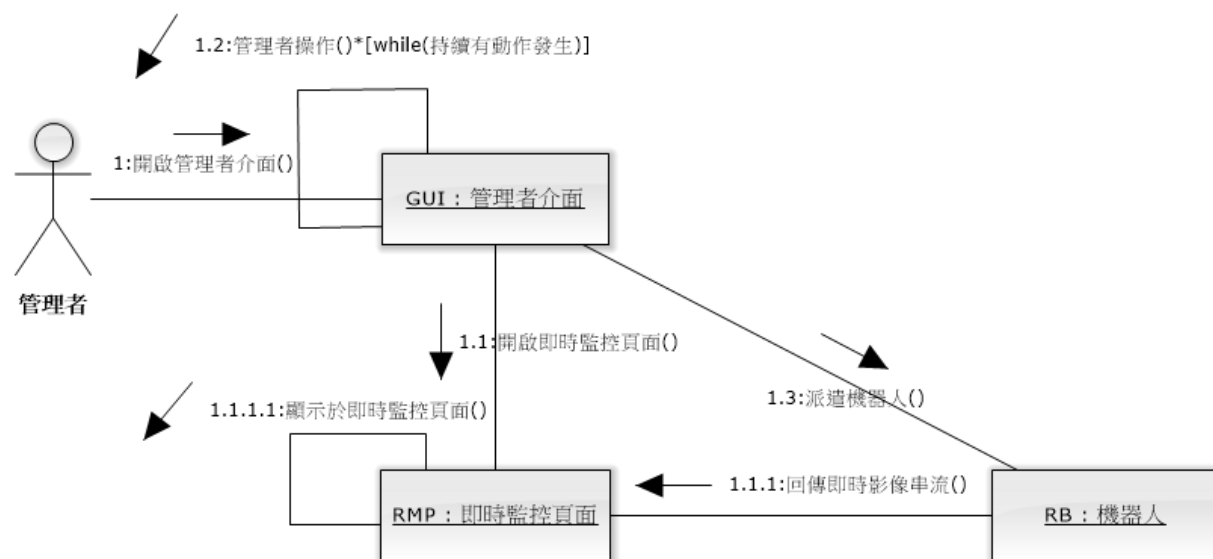 1.2:管理者操作()*[while(持續有動作發生)]
1:開啟管理者介面()
GUI : 管理者介面
管理者
1.1:開啟即時監控頁面()
1.3:派遣機器人()
1.1.1.1:顯示於即時監控頁面()
1.1.1:回傳即時影像串流()
RMP : 即時監控頁面
RB : 機器人